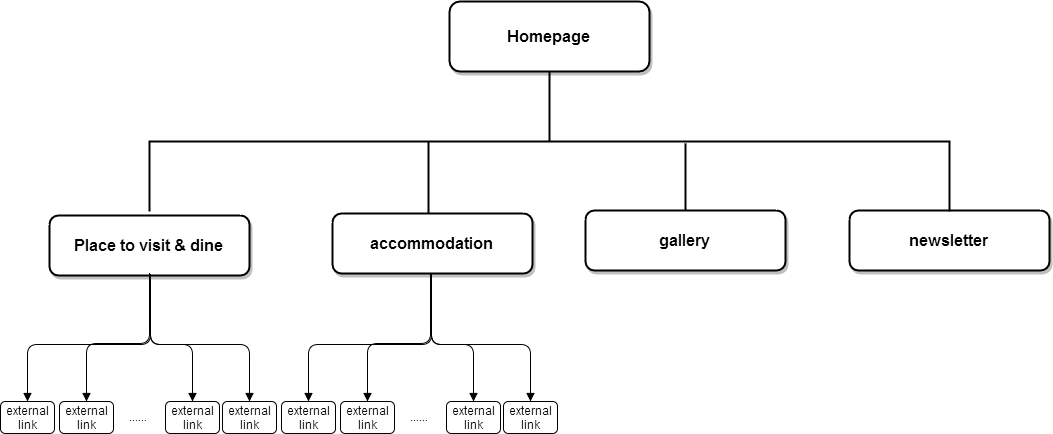 Homepage
Place to visit & dine
accommodation
gallery
newsletter
external
link
external
link
......
external
link
external
link
external
link
external
link
......
external
link
external
link